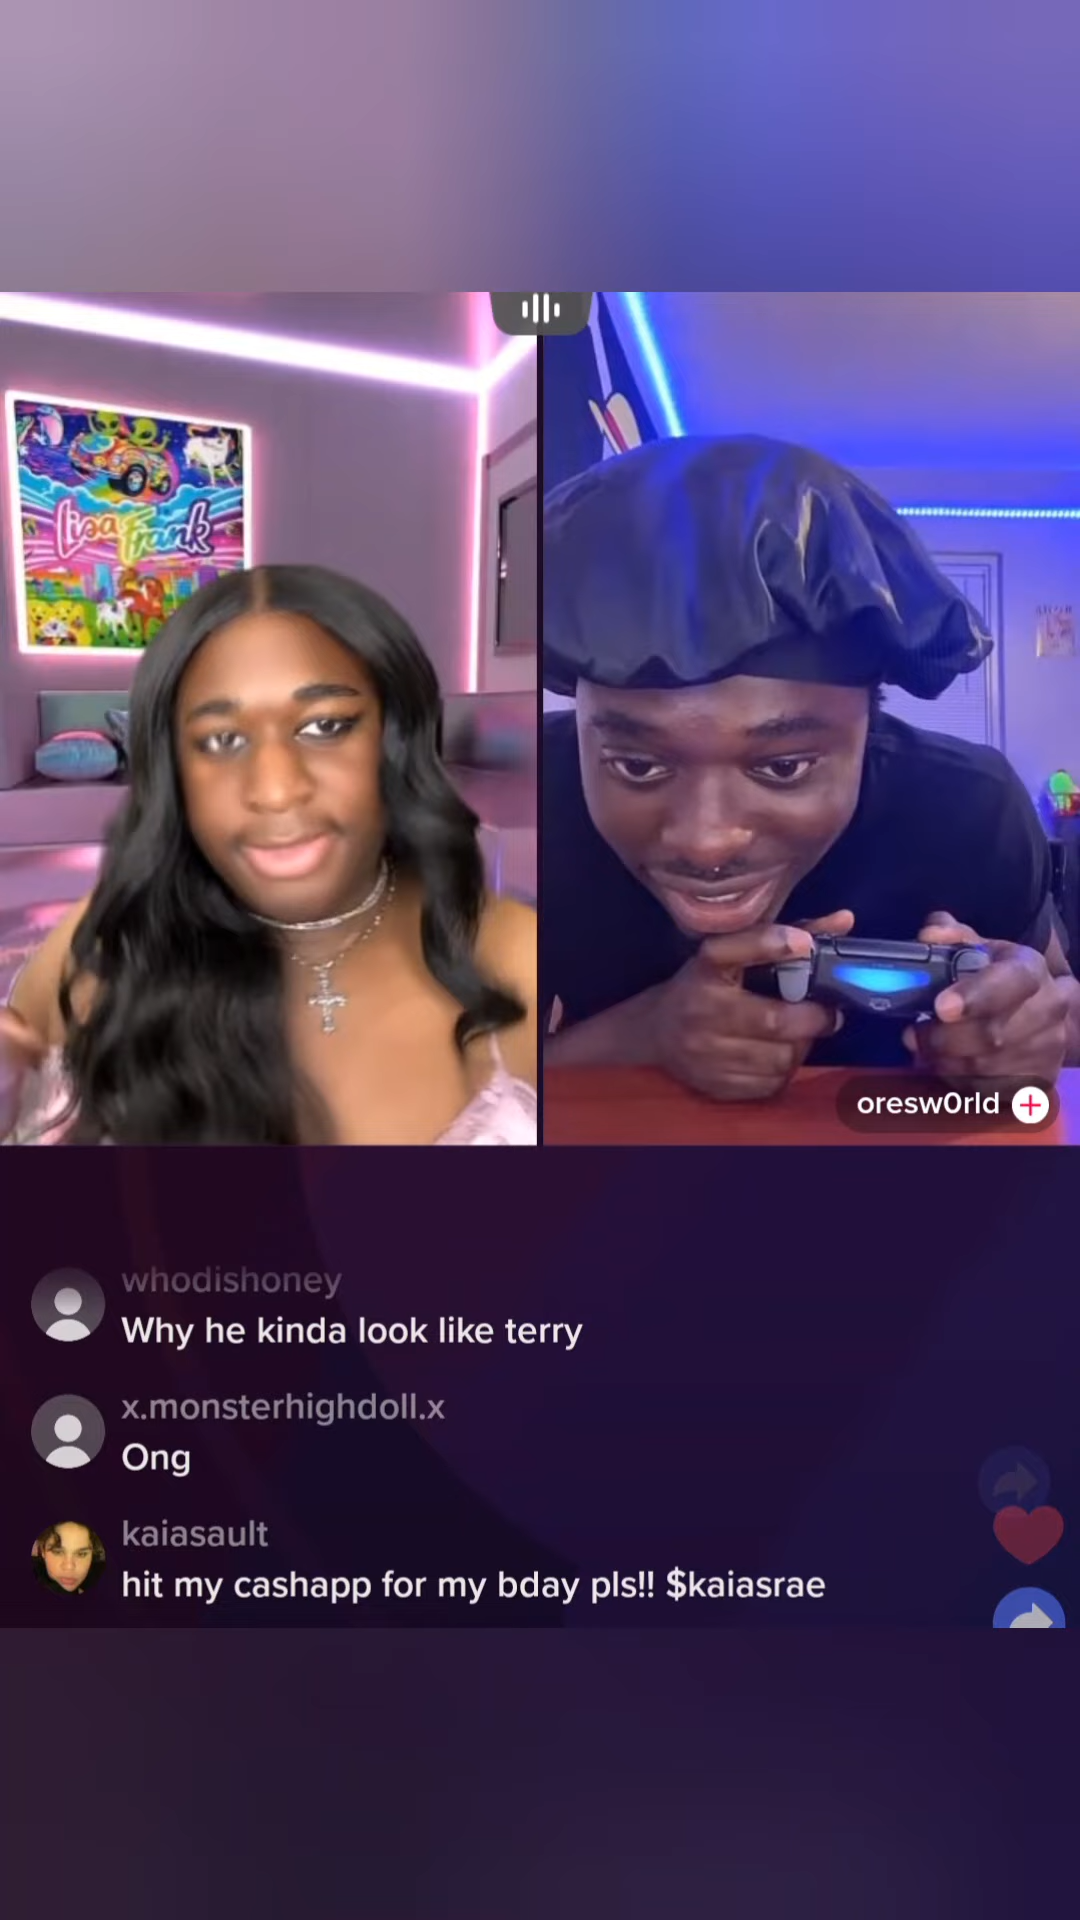 Lisa Frank
oresw0rld
whodishoney
Why he kinda look like terry
x.monsterhighdoll.x
Ong
kaiasault
hit my cashapp for my bday pls!! $kaiasrae